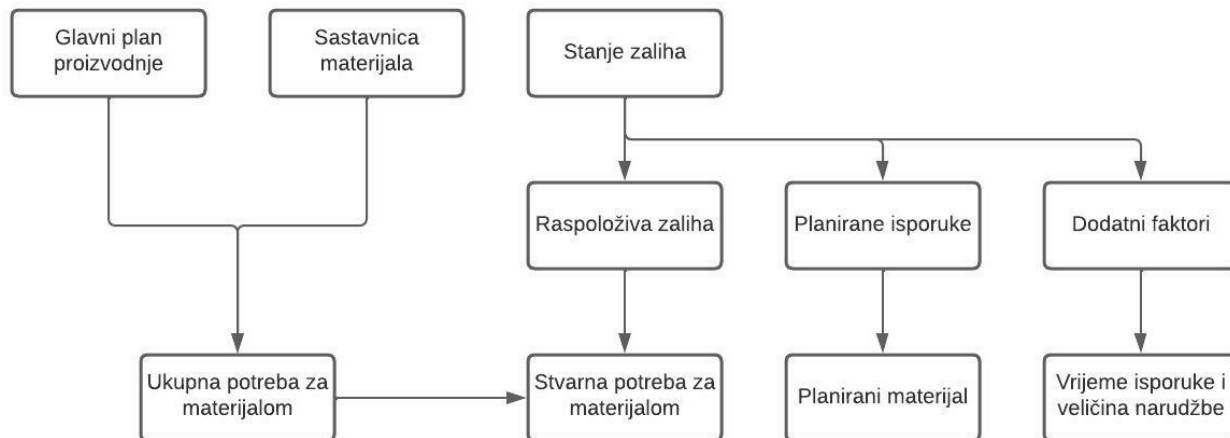 Glavni plan
proizvodnje
Sastavnica
materijala
Stanje zaliha
Raspoloživa zaliha
Planirane isporuke
Dodatni faktori
Ukupna potreba za
materijalom
Stvarna potreba za
materijalom
Planirani materijal
Vrijeme isporuke i
veličina narudžbe